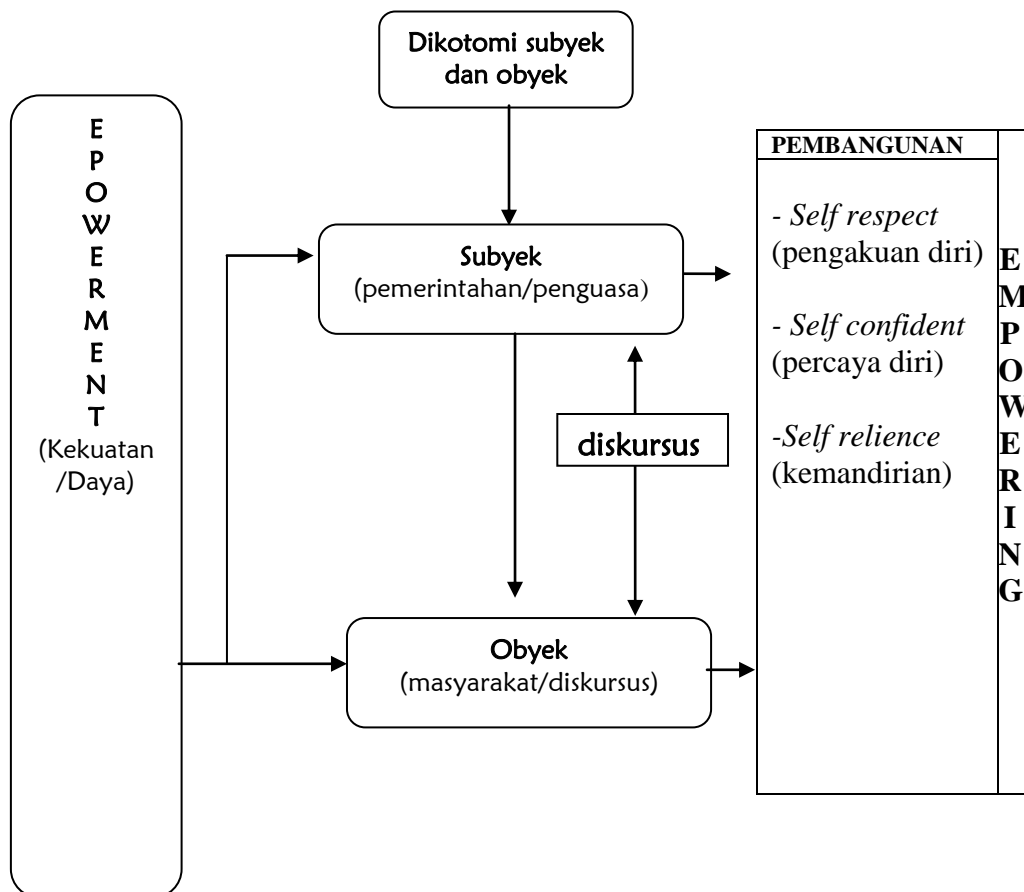 Dikotomi subyek
dan obyek
E
P
O
W
E
R
M
E
N
T
(Kekuatan
/Daya)
Subyek
(pemerintahan/penguasa)
diskursus
Obyek
(masyarakat/diskursus)
PEMBANGUNAN
- Self respect
(pengakuan diri)
- Self confident
(percaya diri)
-Self relience
(kemandirian)
E
M
P
O
W
E
R
I
N
G